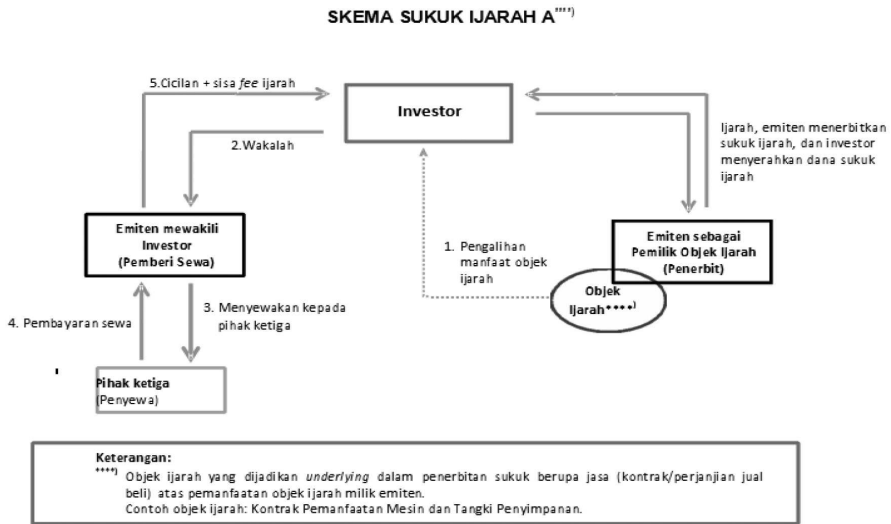 SKEMA SUKUK IJARAH A****)
5.Cicilan + sisa fee ijarah
Investor
2.Wakalah
Ijarah, emiten menerbitkan
sukuk ijarah, dan investor
menyerahkan dana sukuk
ijarah
Emiten mewakili
Investor
(Pemberi Sewa)
1. Pengalihan
manfaat objek
ijarah
Emiten sebagai
Pemilik Objek Ijarah
(Penerbit)
Objek
Ijarah****)
4. Pembayaran sewa
3. Menyewakan kepada
pihak ketiga
Pihak ketiga
(Penyewa)
Keterangan:
****) Objek ijarah yang dijadikan underlying dalam penerbitan sukuk berupa jasa (kontrak/perjanjian jual
beli) atas pemanfaatan objek ijarah milik emiten.
Contoh objek ijarah: Kontrak Pemanfaatan Mesin dan Tangki Penyimpanan.